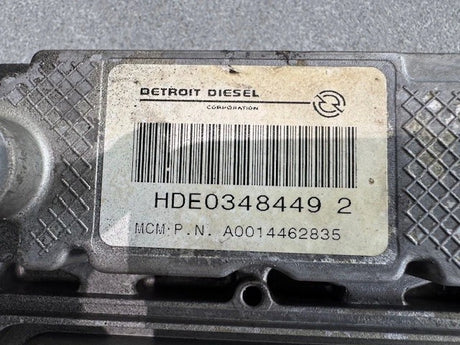 DETROIT DIESEL
CORPORATION
HDE0348449 2
MCM P.N. A0014462835